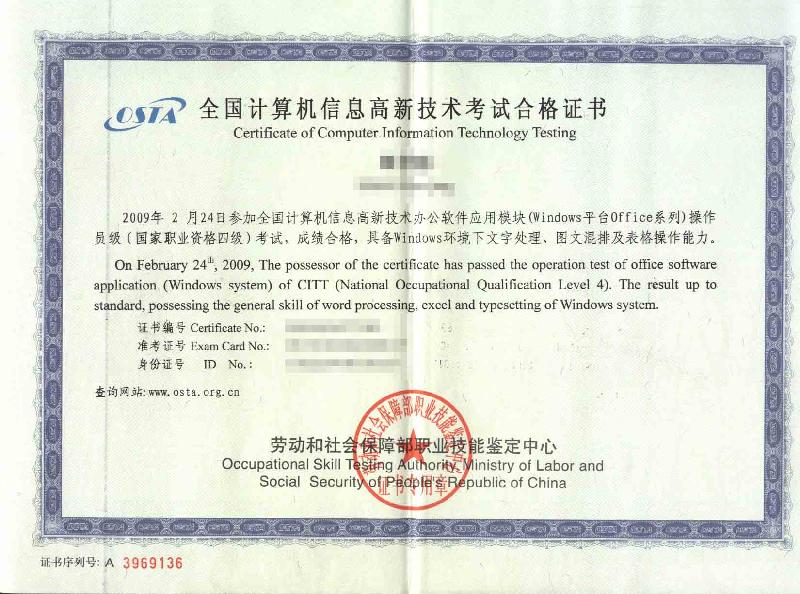 OSTA 全国计算机信息高新技术考试合格证书
Certificate of Computer Information Technology Testing
2009年 2 月24日参加全国计算机信息高新技术办公软件应用模块(Windows平台Office系列)操作
员级（国家职业资格四级）考试，成绩合格，具备Windows环境下文字处理、图文混排及表格操作能力。
On February 24th, 2009, The possessor of the certificate has passed the operation test of office software
application (Windows system) of CITT (National Occupational Qualification Level 4). The result up to
standard, possessing the general skill of word processing, excel and typesetting of Windows system.
证书编号 Certificate No.:
准考证号 Exam Card No.:
身份证号 ID No.:
查询网站:www.osta.org.cn
劳动和社会保障部职业技能鉴定中心
Occupational Skill Testing Authority, Ministry of Labor and
Social Security of People's Republic of China
证书专用章
证书序列号: A 3969136